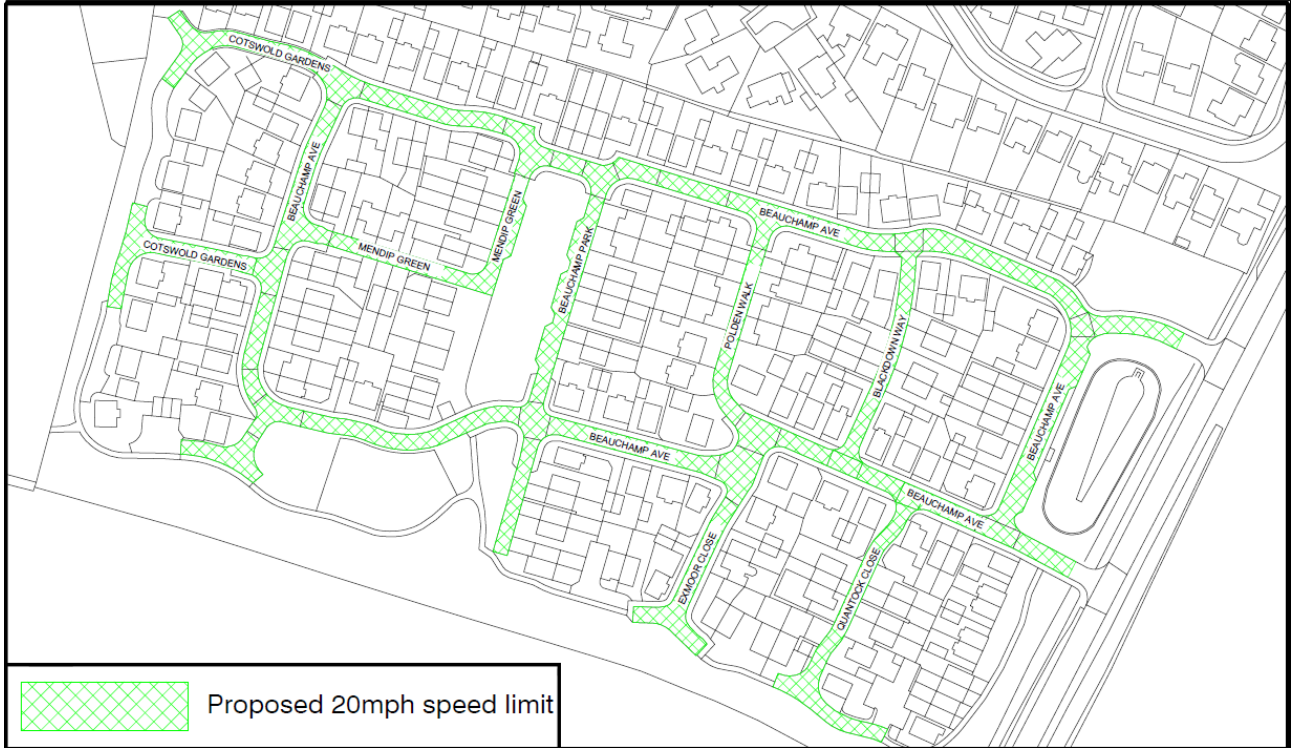 COTSWOLD GARDENS
BEAUCHAMP AVE
MENDIP GREEN
BEAUCHAMP PARK
BEAUCHAMP AVE
COTSWOLD GARDENS
MENDIP GREEN
POLDEN WALK
BLACKDOWN WAY
BEAUCHAMP AVE
BEAUCHAMP AVE
BEAUCHAMP AVE
EXMOOR CLOSE
QUANTOCK CLOSE
Proposed 20mph speed limit